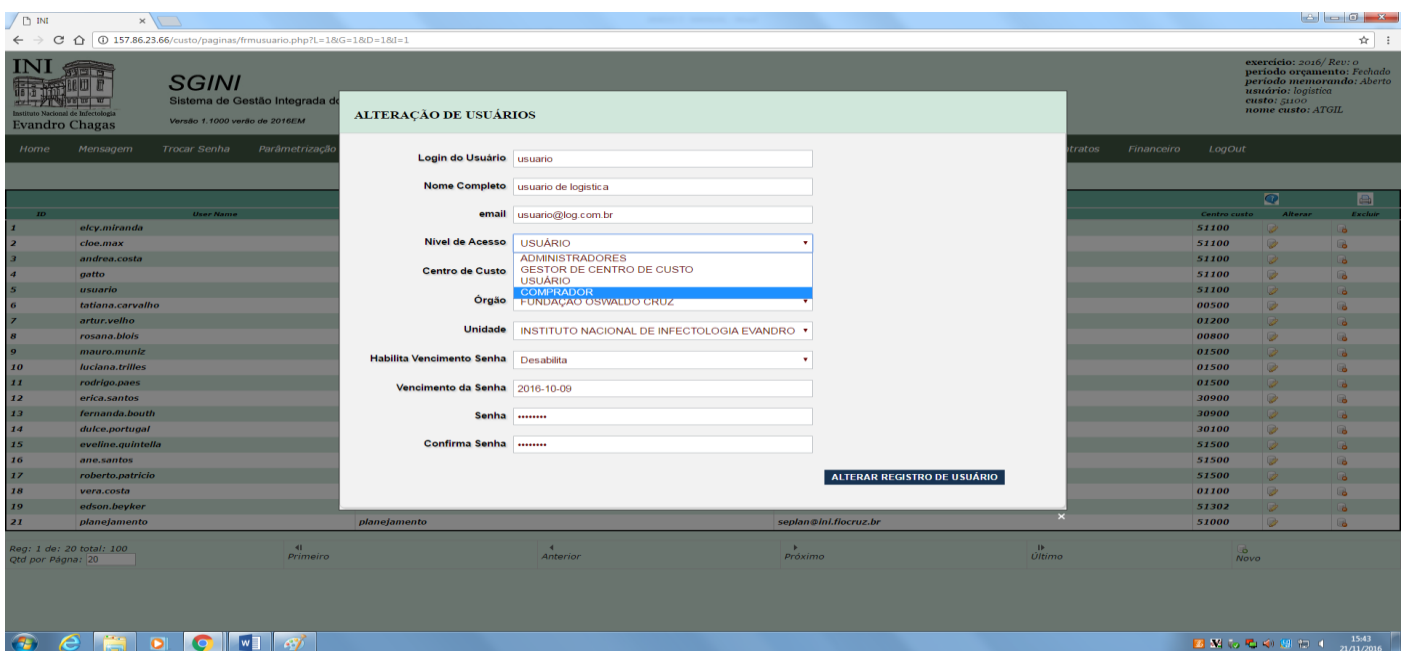 INI
157.86.23.66/custo/paginas/frmusuario.php?L=1&G=1&D=1&I=1
INI
Instituto Nacional de Infectologia
Evandro Chagas
SGINI
Sistema de Gestão Integrada do
Versão 1.1000 verão de 2016EM
exercício: 2016/ Rev: 0
período orçamento: Fechado
período memorando: Aberto
usuário: logistica
custo: 51100
nome custo: ATGIL
Home Mensagem Trocar Senha Parâmetrização tratos Financeiro LogOut
ALTERAÇÃO DE USUÁRIOS
Login do Usuário usuario
Nome Completo usuario de logistica
email usuario@log.com.br
Nível de Acesso USUÁRIO
ADMINISTRADORES
GESTOR DE CENTRO DE CUSTO
USUÁRIO
COMPRADOR
Centro de Custo
Órgão FUNDAÇÃO OSWALDO CRUZ
Unidade INSTITUTO NACIONAL DE INFECTOLOGIA EVANDRO
Habilita Vencimento Senha Desabilita
Vencimento da Senha 2016-10-09
Senha ••••••••
Confirma Senha ••••••••
ALTERAR REGISTRO DE USUÁRIO
ID User Name Centro custo Alterar Excluir
1 elcy.miranda 51100
2 cloe.max 51100
3 andrea.costa 51100
4 gatto 51100
5 usuario 51100
6 tatiana.carvalho 00500
7 artur.velho 01200
8 rosana.blois 00800
9 mauro.muniz 01500
10 luciana.trilles 01500
11 rodrigo.paes 01500
12 erica.santos 30900
13 fernanda.bouth 30900
14 dulce.portugal 30100
15 eveline.quintella 51500
16 ane.santos 51500
17 roberto.patricio 51500
18 vera.costa 01100
19 edson.beyker 51302
21 planejamento planejamento seplan@ini.fiocruz.br 51000
Reg: 1 de: 20 total: 100
Qtd por Págna: 20
Primeiro Anterior Próximo Último Novo
15:43
21/11/2016